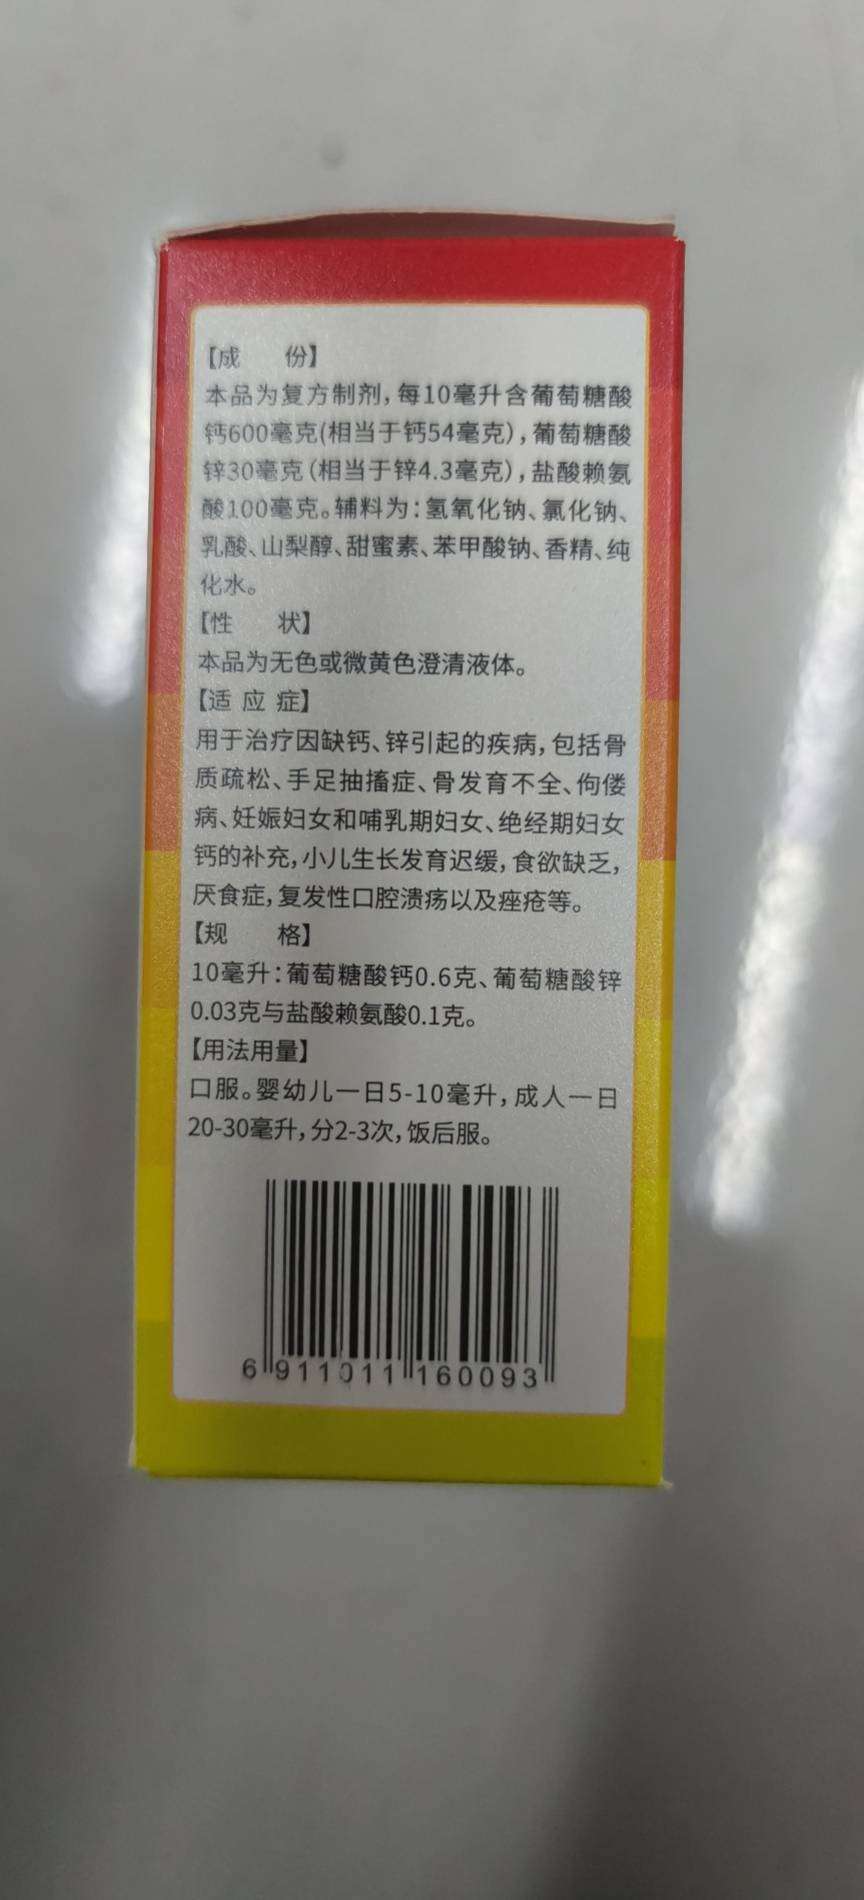 【成　　份】
本品为复方制剂，每10毫升含葡萄糖酸
钙600毫克(相当于钙54毫克)，葡萄糖酸
锌30毫克(相当于锌4.3毫克)，盐酸赖氨
酸100毫克。辅料为：氢氧化钠、氯化钠、
乳酸、山梨醇、甜蜜素、苯甲酸钠、香精、纯
化水。
【性　　状】
本品为无色或微黄色澄清液体。
【适 应 症】
用于治疗因缺钙、锌引起的疾病，包括骨
质疏松、手足抽搐症、骨发育不全、佝偻
病、妊娠妇女和哺乳期妇女、绝经期妇女
钙的补充，小儿生长发育迟缓，食欲缺乏，
厌食症，复发性口腔溃疡以及痤疮等。
【规　　格】
10毫升：葡萄糖酸钙0.6克、葡萄糖酸锌
0.03克与盐酸赖氨酸0.1克。
【用法用量】
口服。婴幼儿一日5-10毫升，成人一日
20-30毫升，分2-3次，饭后服。
6 911011 160093